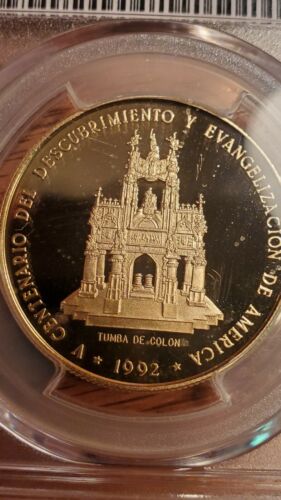 V CENTENARIO DEL DESCUBRIMIENTO Y EVANGELIZACION DE AMERICA
TUMBA DE COLON
★ 1992 ★